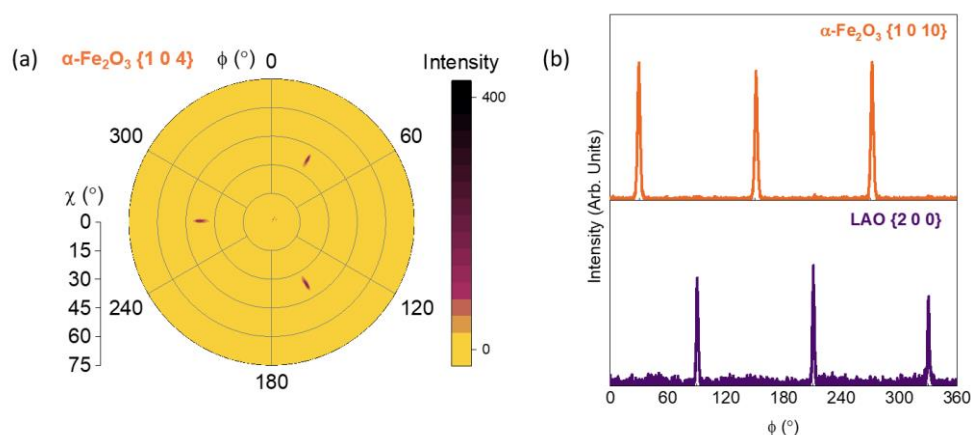 (a) α-Fe₂O₃ {1 0 4} ϕ (°) 0 Intensity
400
300 60
χ (°)
0
15
30
45
60
75
240 120
0
180
(b) α-Fe₂O₃ {1 0 10}
LAO {2 0 0}
Intensity (Arb. Units)
0 60 120 180 240 300 360
ϕ (°)